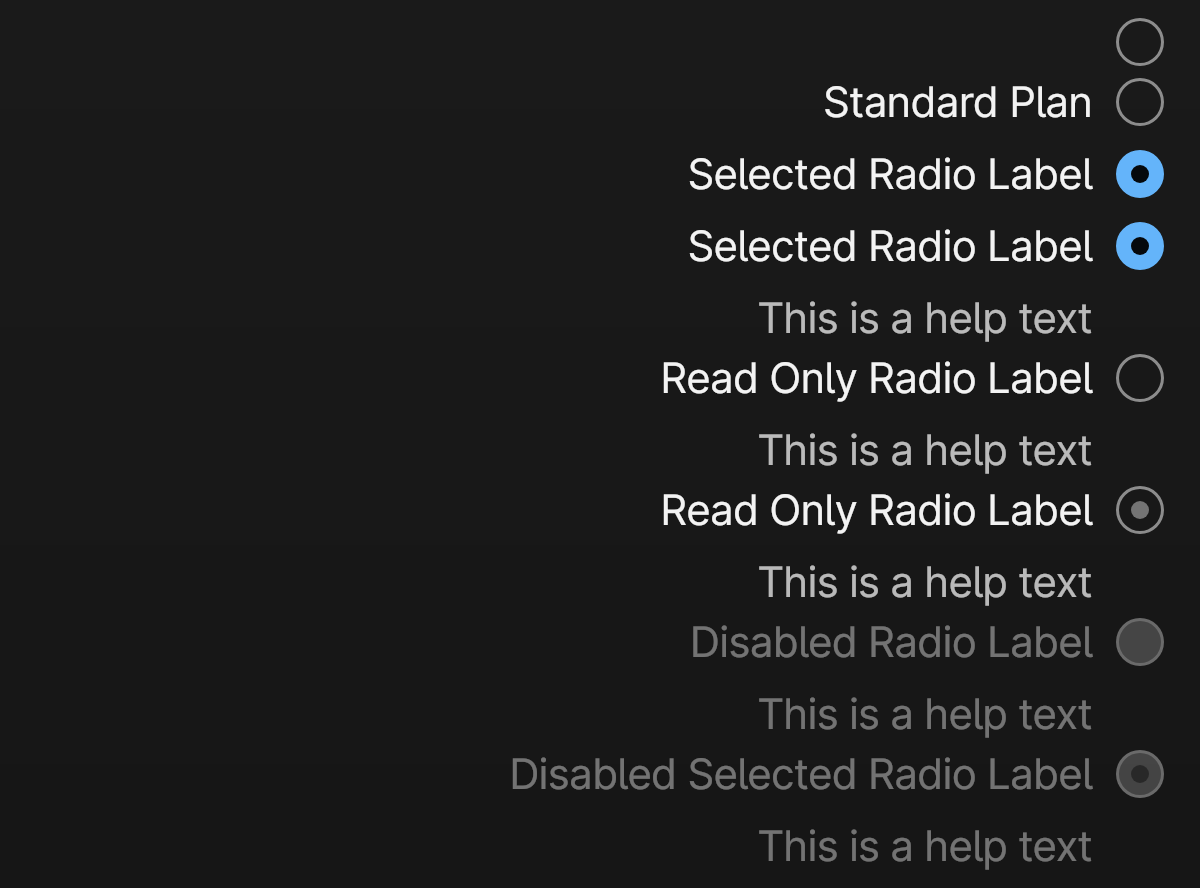 Standard Plan
Selected Radio Label
Selected Radio Label
This is a help text
Read Only Radio Label
This is a help text
Read Only Radio Label
This is a help text
Disabled Radio Label
This is a help text
Disabled Selected Radio Label
This is a help text